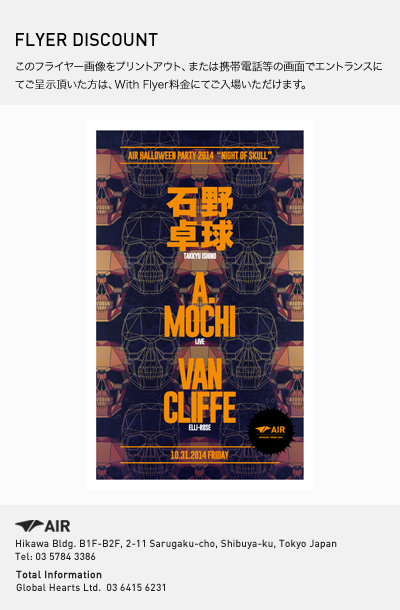 FLYER DISCOUNT
このフライヤー画像をプリントアウト、または携帯電話等の画面でエントランスに
てご呈示頂いた方は、With Flyer料金にてご入場いただけます。
AIR HALLOWEEN PARTY 2014 "NIGHT OF SKULL"
石野
卓球
TAKKYU ISHINO
A.
MOCHI
LIVE
VAN
CLIFFE
ELLI-ROSE
AIR
10.31.2014 FRIDAY
AIR
Hikawa Bldg. B1F-B2F, 2-11 Sarugaku-cho, Shibuya-ku, Tokyo Japan
Tel: 03 5784 3386
Total Information
Global Hearts Ltd. 03 6415 6231